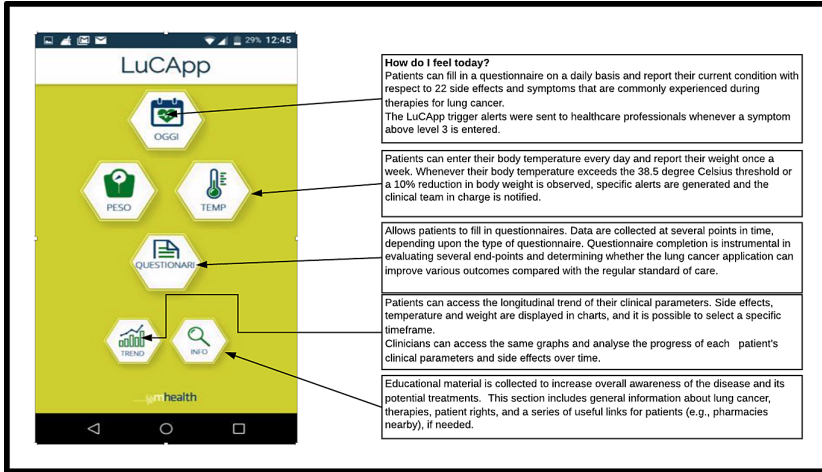 29% 12:45
LuCApp
OGGI
PESO
TEMP
QUESTIONARI
TREND
INFO
mhealth
How do I feel today?
Patients can fill in a questionnaire on a daily basis and report their current condition with
respect to 22 side effects and symptoms that are commonly experienced during
therapies for lung cancer.
The LuCApp trigger alerts were sent to healthcare professionals whenever a symptom
above level 3 is entered.
Patients can enter their body temperature every day and report their weight once a
week. Whenever their body temperature exceeds the 38.5 degree Celsius threshold or
a 10% reduction in body weight is observed, specific alerts are generated and the
clinical team in charge is notified.
Allows patients to fill in questionnaires. Data are collected at several points in time,
depending upon the type of questionnaire. Questionnaire completion is instrumental in
evaluating several end-points and determining whether the lung cancer application can
improve various outcomes compared with the regular standard of care.
Patients can access the longitudinal trend of their clinical parameters. Side effects,
temperature and weight are displayed in charts, and it is possible to select a specific
timeframe.
Clinicians can access the same graphs and analyse the progress of each patient's
clinical parameters and side effects over time.
Educational material is collected to increase overall awareness of the disease and its
potential treatments. This section includes general information about lung cancer,
therapies, patient rights, and a series of useful links for patients (e.g., pharmacies
nearby), if needed.